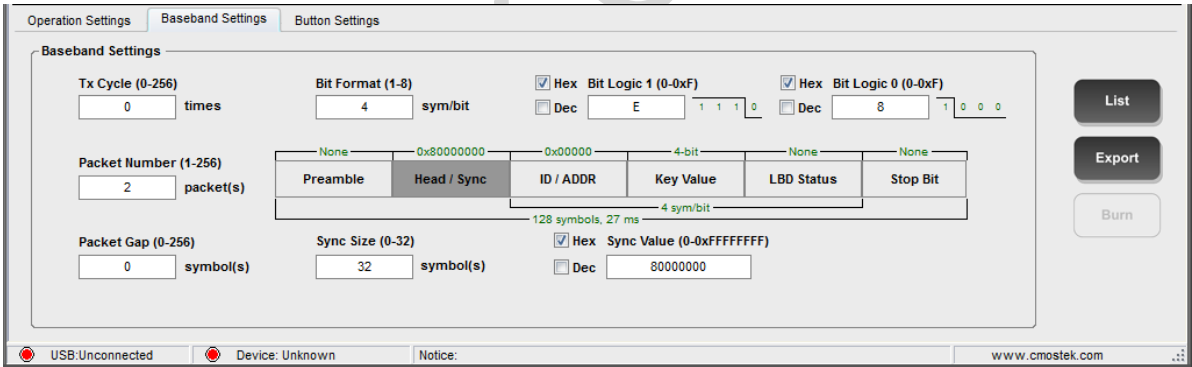 Operation Settings Baseband Settings Button Settings
Baseband Settings
Tx Cycle (0-256) Bit Format (1-8) Hex Bit Logic 1 (0-0xF) Hex Bit Logic 0 (0-0xF)
0 times 4 sym/bit Dec E 1 1 1 0 Dec 8 1 0 0 0
List
None 0x80000000 0x00000 4-bit None None
Packet Number (1-256)
Export
2 packet(s) Preamble Head / Sync ID / ADDR Key Value LBD Status Stop Bit
4 sym/bit
Burn
128 symbols, 27 ms
Packet Gap (0-256) Sync Size (0-32) Hex Sync Value (0-0xFFFFFFFF)
0 symbol(s) 32 symbol(s) Dec 80000000
USB:Unconnected Device: Unknown Notice: www.cmostek.com